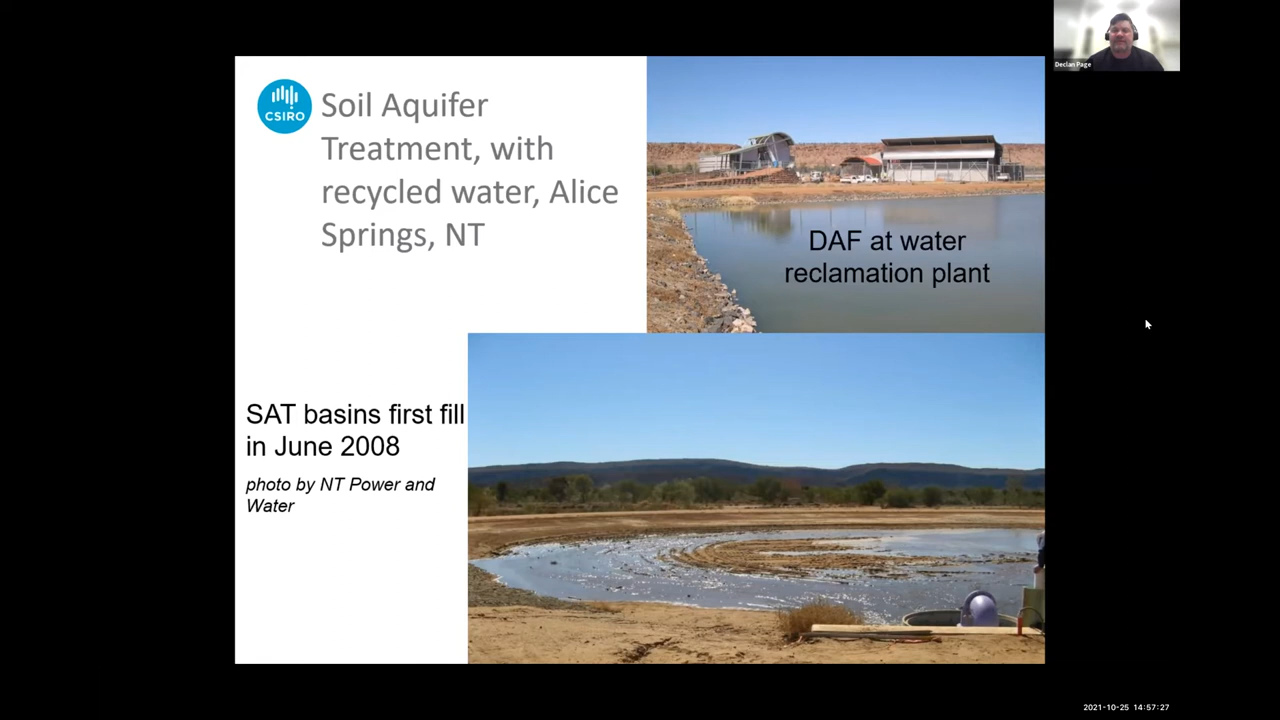 Declan Page
CSIRO
Soil Aquifer
Treatment, with
recycled water, Alice
Springs, NT
DAF at water
reclamation plant
SAT basins first fill
in June 2008
photo by NT Power and
Water
2021-10-25 14:57:27